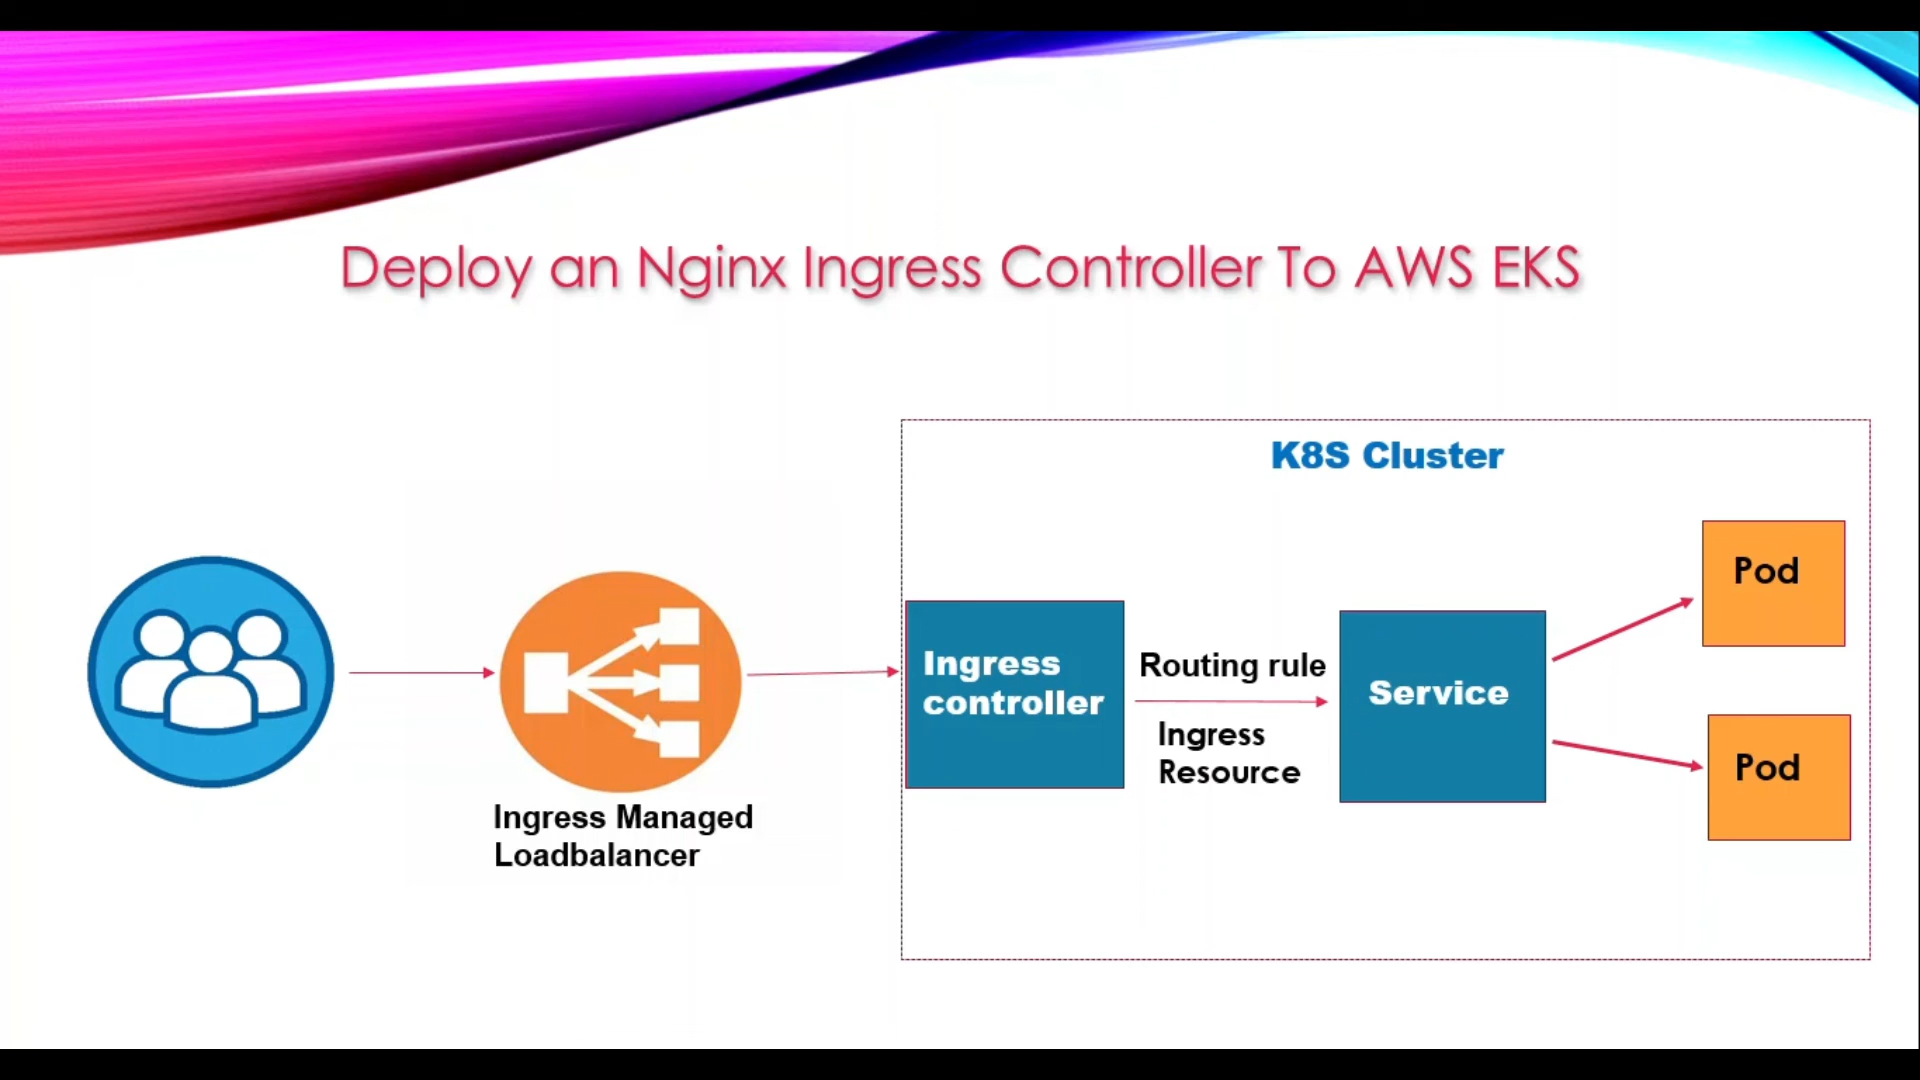 Deploy an Nginx Ingress Controller To AWS EKS
K8S Cluster
Ingress Managed
Loadbalancer
Ingress
controller
Routing rule
Ingress
Resource
Service
Pod
Pod